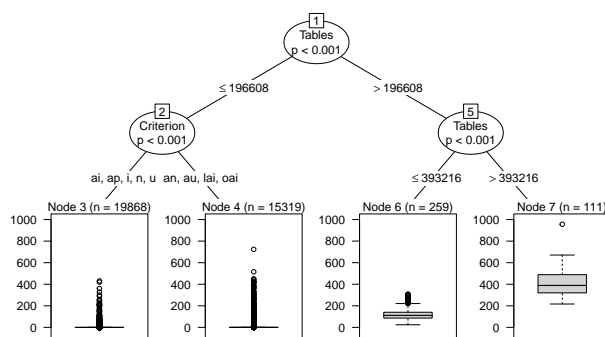 1
Tables
p < 0.001
≤ 196608
> 196608
2
Criterion
p < 0.001
5
Tables
p < 0.001
ai, ap, i, n, u
an, au, lai, oai
≤ 393216
> 393216
Node 3 (n = 19868)
Node 4 (n = 15319)
Node 6 (n = 259)
Node 7 (n = 111)
1000
800
600
400
200
0
1000
800
600
400
200
0
1000
800
600
400
200
0
1000
800
600
400
200
0